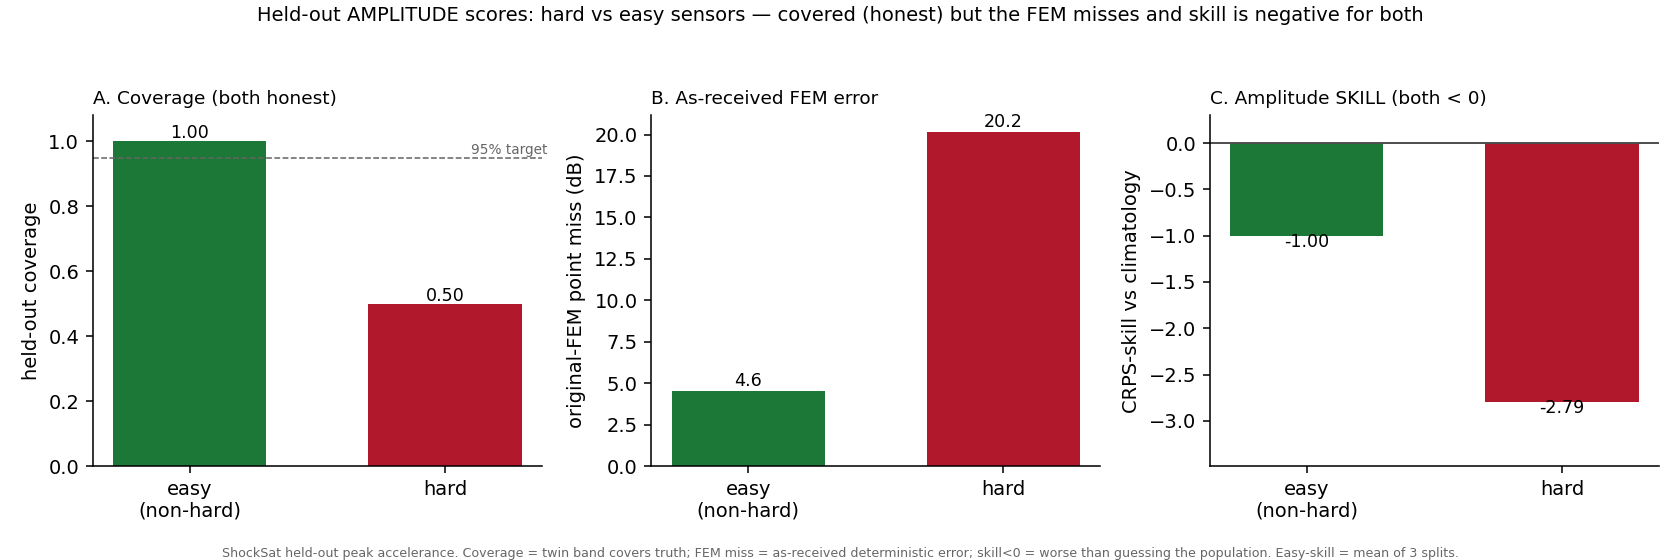 Held-out AMPLITUDE scores: hard vs easy sensors — covered (honest) but the FEM misses and skill is negative for both
A. Coverage (both honest)
held-out coverage
1.0
0.8
0.6
0.4
0.2
0.0
1.00
95% target
0.50
easy
(non-hard)
hard
B. As-received FEM error
original-FEM point miss (dB)
20.0
17.5
15.0
12.5
10.0
7.5
5.0
2.5
0.0
4.6
20.2
easy
(non-hard)
hard
C. Amplitude SKILL (both < 0)
CRPS-skill vs climatology
0.0
−0.5
−1.0
−1.5
−2.0
−2.5
−3.0
-1.00
-2.79
easy
(non-hard)
hard
ShockSat held-out peak accelerance. Coverage = twin band covers truth; FEM miss = as-received deterministic error; skill<0 = worse than guessing the population. Easy-skill = mean of 3 splits.